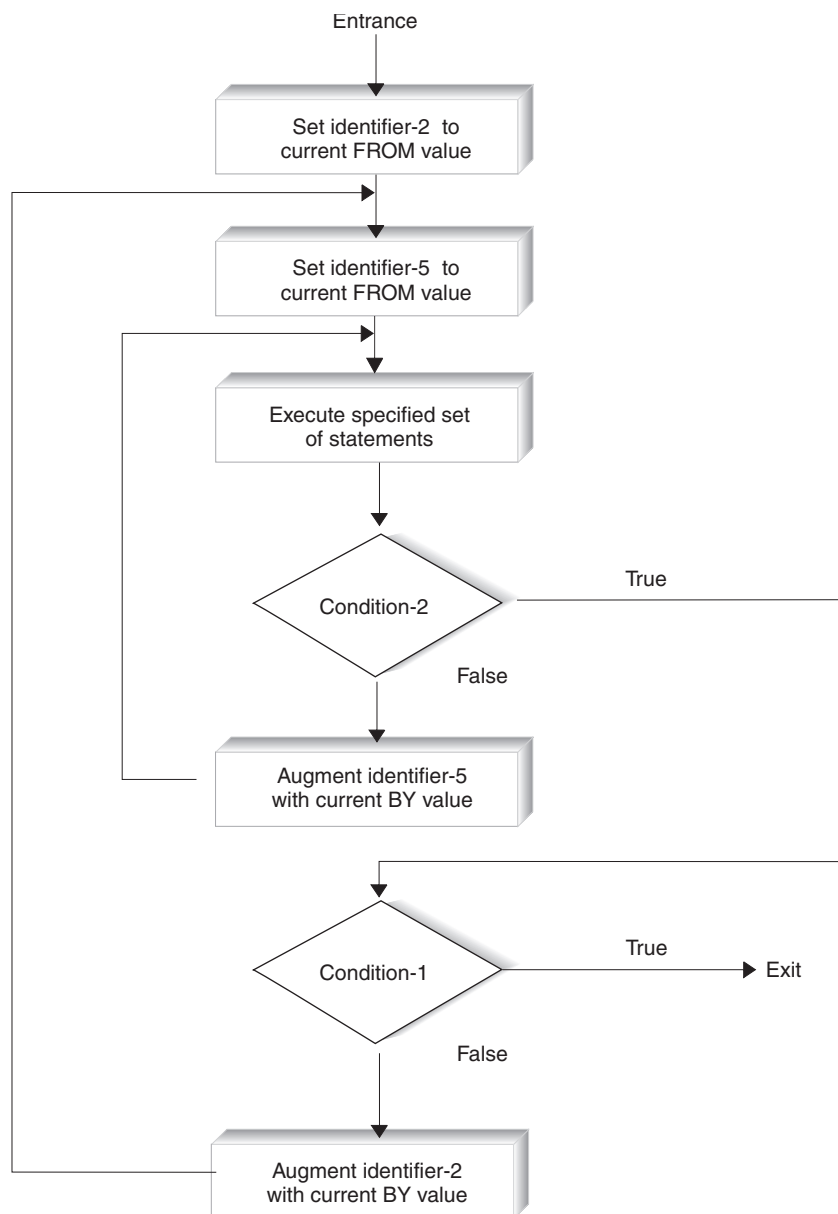 Entrance
Set identifier-2 to
current FROM value
Set identifier-5 to
current FROM value
Execute specified set
of statements
Condition-2
True
False
Augment identifier-5
with current BY value
Condition-1
True
Exit
False
Augment identifier-2
with current BY value